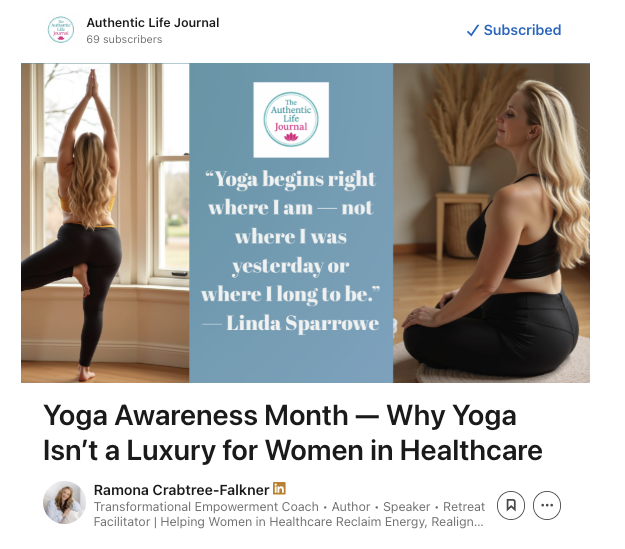 Authentic Life Journal
69 subscribers
✓ Subscribed
The
Authentic
Life
Journal
The
Authentic
Life
Journal
“Yoga begins right
where I am — not
where I was
yesterday or
where I long to be.”
— Linda Sparrowe
Yoga Awareness Month — Why Yoga
Isn’t a Luxury for Women in Healthcare
Ramona Crabtree-Falkner in
Transformational Empowerment Coach • Author • Speaker • Retreat
Facilitator | Helping Women in Healthcare Reclaim Energy, Realign...